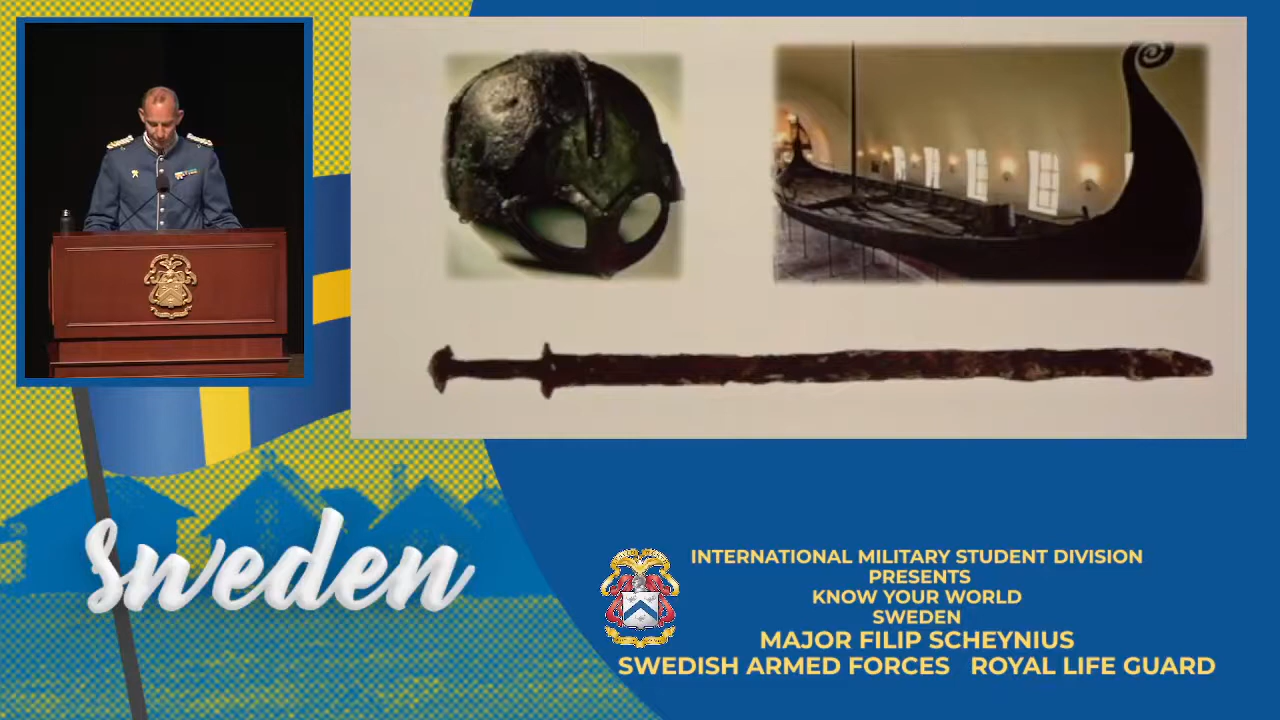 Sweden
INTERNATIONAL MILITARY STUDENT DIVISION
PRESENTS
KNOW YOUR WORLD
SWEDEN
MAJOR FILIP SCHEYNIUS
SWEDISH ARMED FORCES ROYAL LIFE GUARD